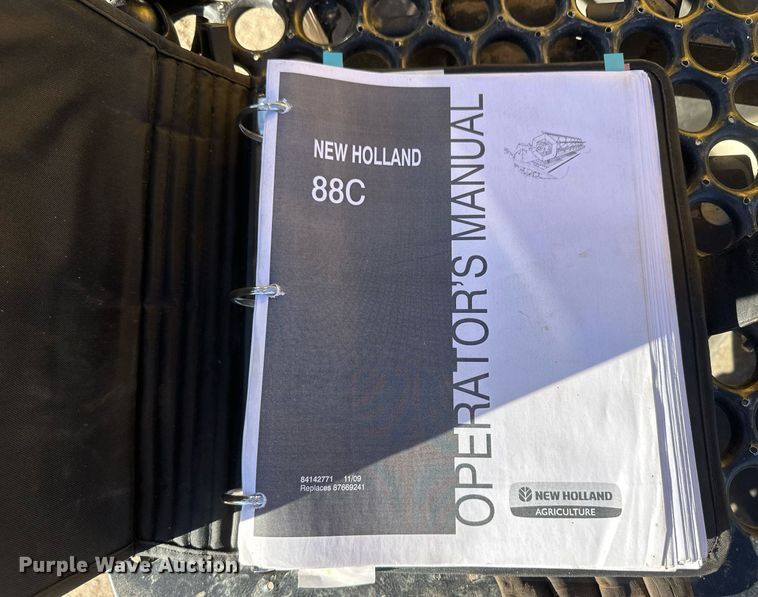 NEW HOLLAND
88C
OPERATOR'S MANUAL
84142771 11/09
Replaces 87669241
NEW HOLLAND
AGRICULTURE
Purple Wave Auction